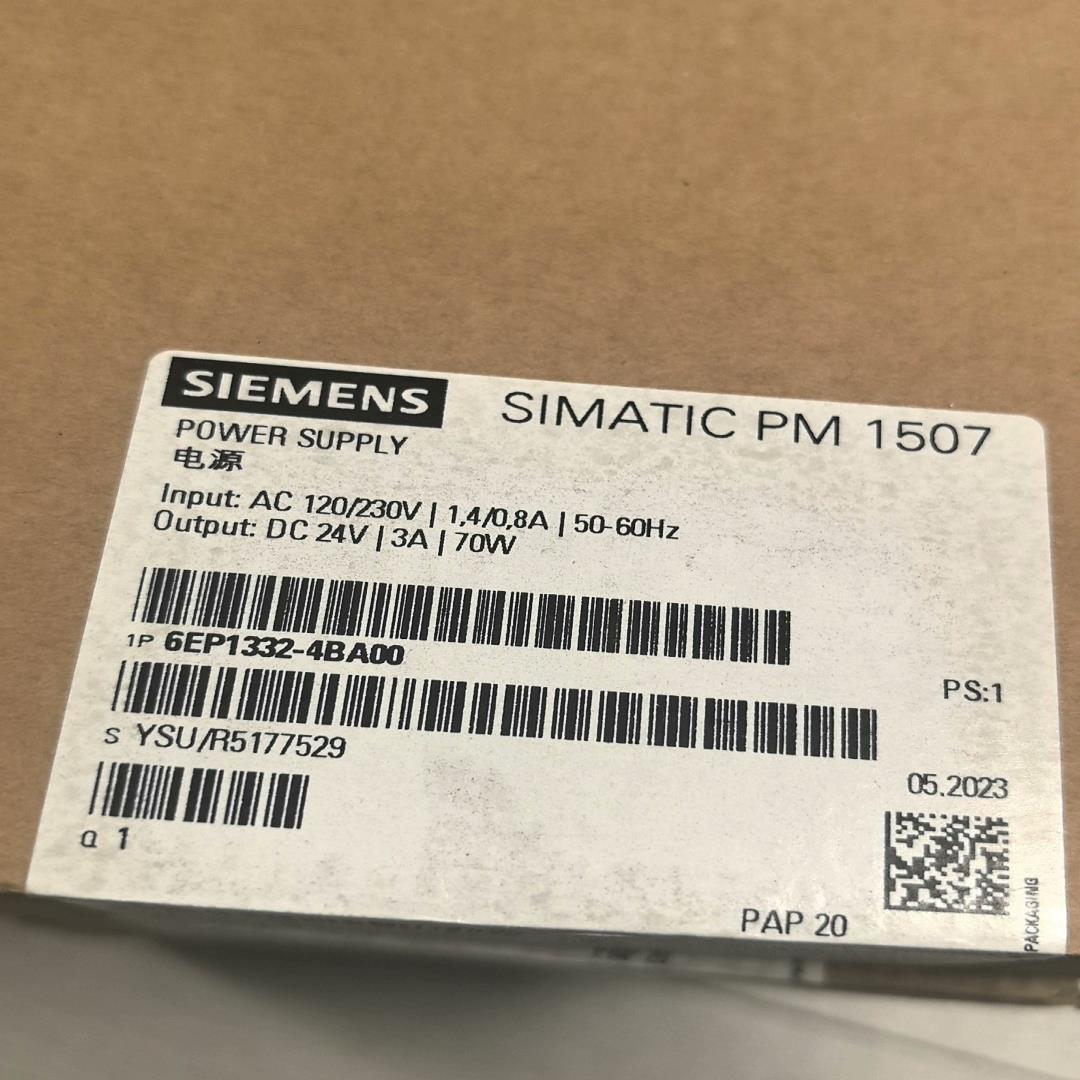 SIEMENS SIMATIC PM 1507
POWER SUPPLY
电源
Input: AC 120/230V | 1,4/0,8A | 50-60Hz
Output: DC 24V | 3A | 70W
1P 6EP1332-4BA00
PS:1
S YSU/R5177529
05.2023
Q 1
PAP 20
PACKAGING